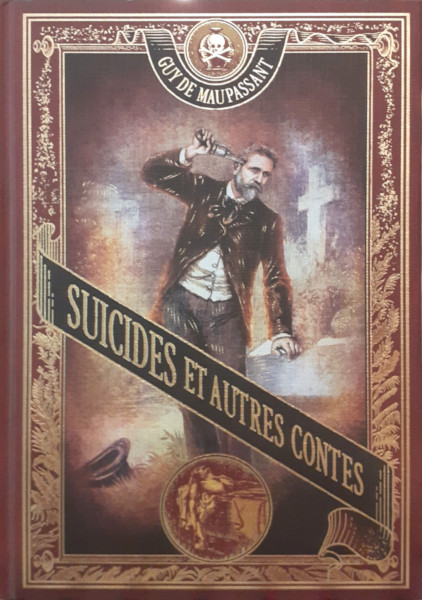 GUY DE MAUPASSANT
SUICIDES ET AUTRES CONTES